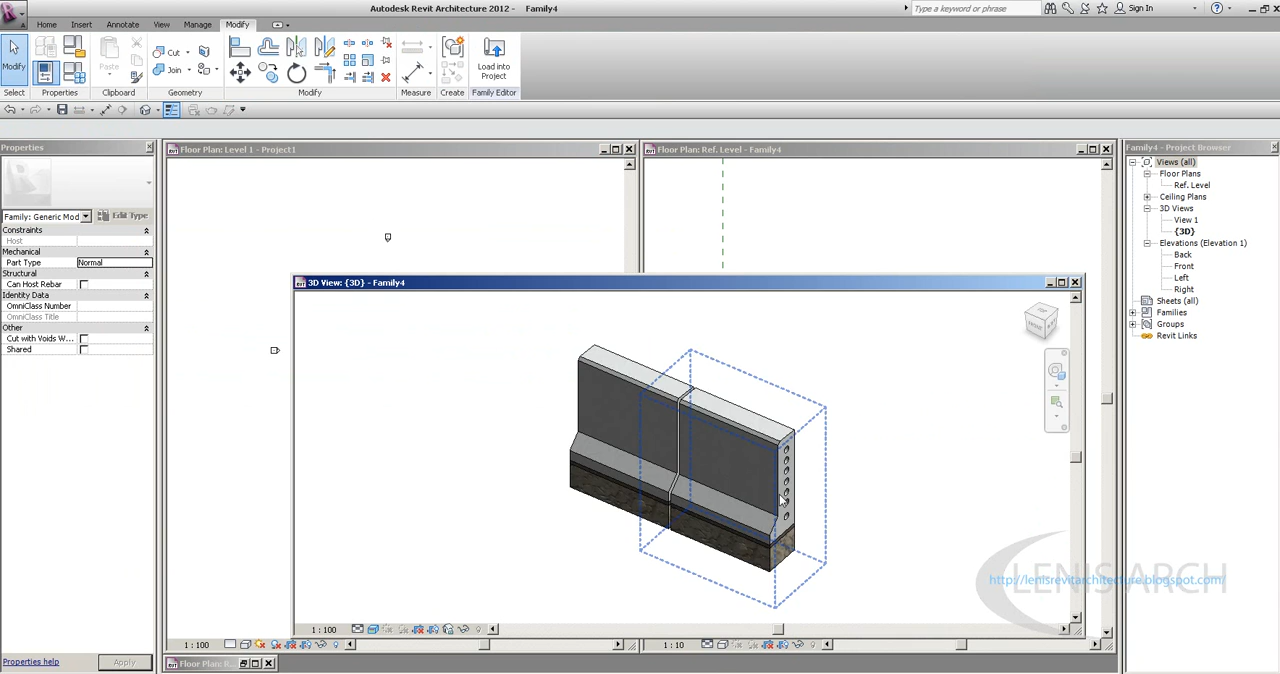 Autodesk Revit Architecture 2012 -    Family4
Type a keyword or phrase
Sign In
Home
Insert
Annotate
View
Manage
Modify
Modify
Paste
Cut
Join
Load into
Project
Select
Properties
Clipboard
Geometry
Modify
Measure
Create
Family Editor
Properties
Family: Generic Mod
Edit Type
Constraints
Host
Mechanical
Part Type
Normal
Structural
Can Host Rebar
Identity Data
OmniClass Number
OmniClass Title
Other
Cut with Voids W...
Shared
Properties help
Apply
Floor Plan: Level 1 - Project1
Floor Plan: Ref. Level - Family4
3D View: {3D} - Family4
1 : 100
1 : 100
1 : 10
Floor Plan: R...
Family4 - Project Browser
Views (all)
Floor Plans
Ref. Level
Ceiling Plans
3D Views
View 1
{3D}
Elevations (Elevation 1)
Back
Front
Left
Right
Sheets (all)
Families
Groups
Revit Links
LENIS ARCH
http://lenisrevitarchitecture.blogspot.com/